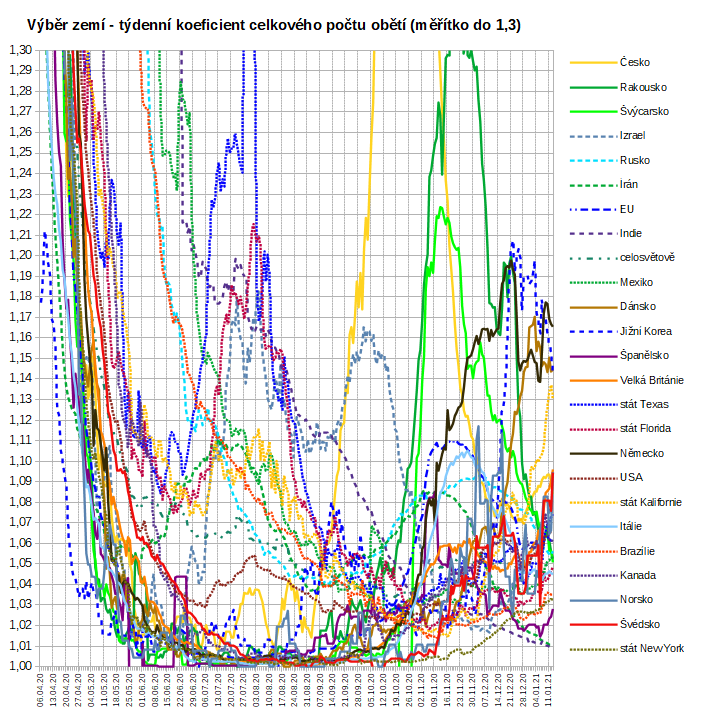 Výběr zemí - týdenní koeficient celkového počtu obětí (měřítko do 1,3)
1,30
1,29
1,28
1,27
1,26
1,25
1,24
1,23
1,22
1,21
1,20
1,19
1,18
1,17
1,16
1,15
1,14
1,13
1,12
1,11
1,10
1,09
1,08
1,07
1,06
1,05
1,04
1,03
1,02
1,01
1,00
06.04.20
13.04.20
20.04.20
27.04.20
04.05.20
11.05.20
18.05.20
25.05.20
01.06.20
08.06.20
15.06.20
22.06.20
29.06.20
06.07.20
13.07.20
20.07.20
27.07.20
03.08.20
10.08.20
17.08.20
24.08.20
31.08.20
07.09.20
14.09.20
21.09.20
28.09.20
05.10.20
12.10.20
19.10.20
26.10.20
02.11.20
09.11.20
16.11.20
23.11.20
30.11.20
07.12.20
14.12.20
21.12.20
28.12.20
04.01.21
11.01.21
Česko
Rakousko
Švýcarsko
Izrael
Rusko
Írán
EU
Indie
celosvětově
Mexiko
Dánsko
Jižní Korea
Španělsko
Velká Británie
stát Texas
stát Florida
Německo
USA
stát Kalifornie
Itálie
Brazílie
Kanada
Norsko
Švédsko
stát NewYork